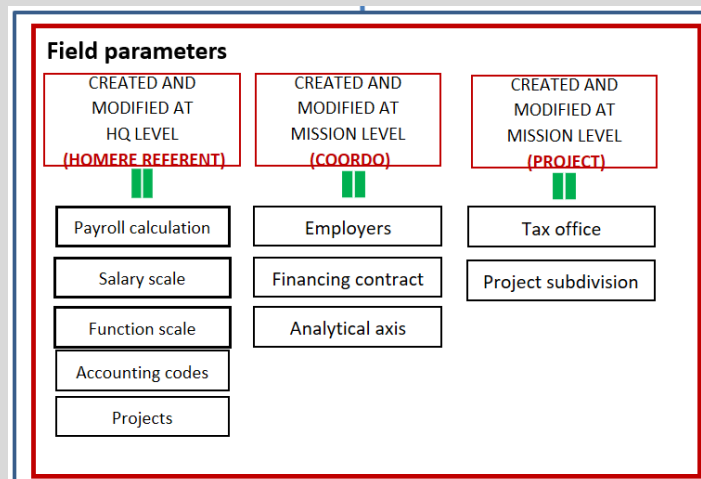 Field parameters
CREATED AND
MODIFIED AT
HQ LEVEL
(HOMERE REFERENT)
Payroll calculation
Salary scale
Function scale
Accounting codes
Projects
CREATED AND
MODIFIED AT
MISSION LEVEL
(COORDO)
Employers
Financing contract
Analytical axis
CREATED AND
MODIFIED AT
MISSION LEVEL
(PROJECT)
Tax office
Project subdivision